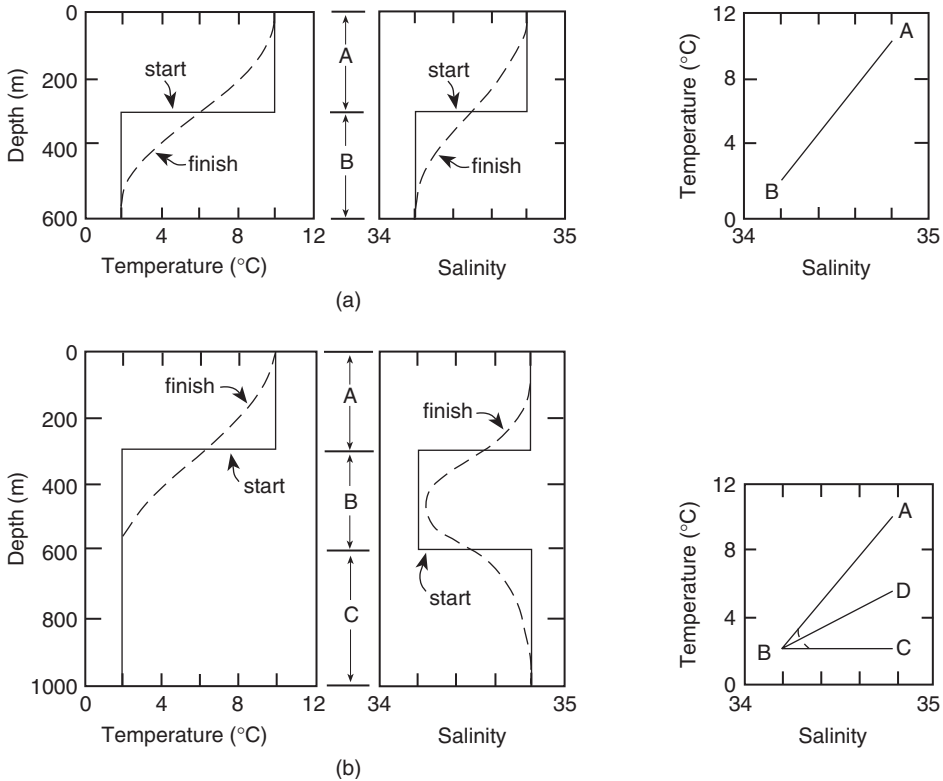 0
200
400
600
Depth (m)
start
finish
0 4 8 12
Temperature (°C)
A
B
start
finish
34 35
Salinity
(a)
12
8
4
0
Temperature (°C)
A
B
34 35
Salinity
0
200
400
600
800
1000
Depth (m)
finish
start
0 4 8 12
Temperature (°C)
A
B
C
finish
start
34 35
Salinity
(b)
12
8
4
0
Temperature (°C)
A
D
B
C
34 35
Salinity